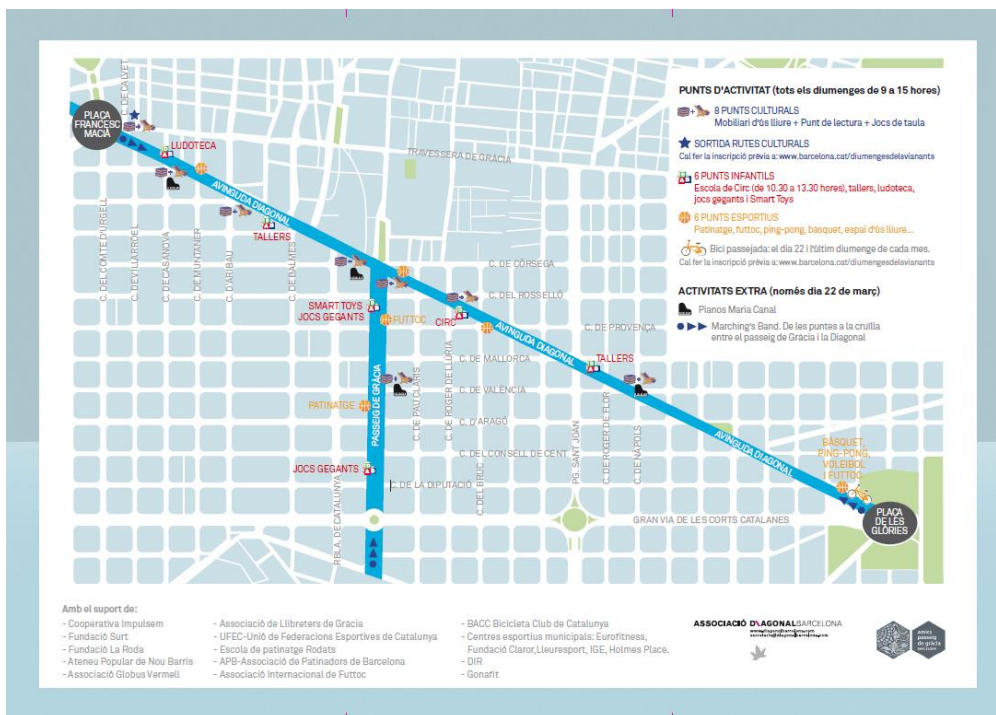 PUNTS D'ACTIVITAT (tots els diumenges de 9 a 15 hores)
8 PUNTS CULTURALS
Mobiliari d'ús lliure + Punt de lectura + Jocs de taula
SORTIDA RUTES CULTURALS
Cal fer la inscripció prèvia a: www.barcelona.cat/diumengesdelsvianants
6 PUNTS INFANTILS
Escola de Circ (de 10.30 a 13.30 hores), tallers, ludoteca,
jocs gegants i Smart Toys
6 PUNTS ESPORTIUS
Patinatge, futtoc, ping-pong, bàsquet, espai d'ús lliure...
Bici passejada: el dia 22 i l'últim diumenge de cada mes.
Cal fer la inscripció prèvia a: www.barcelona.cat/diumengesdelsvianants
ACTIVITATS EXTRA (només dia 22 de març)
Pianos Maria Canal
Marching's Band. De les puntes a la cruïlla
entre el passeig de Gràcia i la Diagonal
C. DE CALVET
PLAÇA
FRANCESC
MACIÀ
LUDOTECA
TRAVESSERA DE GRÀCIA
AVINGUDA DIAGONAL
TALLERS
C. DEL COMTE D'URGELL
C. DE VILLARROEL
C. DE CASANOVA
C. DE MUNTANER
C. D'ARIBAU
C. DE BALMES
C. DE CÒRSEGA
C. DEL ROSSELLÓ
SMART TOYS
JOCS GEGANTS
FUTTOC
CIRC
AVINGUDA DIAGONAL
C. DE PROVENÇA
C. DE MALLORCA
TALLERS
C. DE VALÈNCIA
PASSEIG DE GRÀCIA
C. DE PAU CLARIS
C. DE ROGER DE LLÚRIA
PATINATGE
C. D'ARAGÓ
C. DEL CONSELL DE CENT
C. DE ROGER DE FLOR
C. DE NÀPOLS
PG. SANT JOAN
AVINGUDA DIAGONAL
BÀSQUET,
PING-PONG,
VOLEIBOL
I FUTTOC
JOCS GEGANTS
C. DE LA DIPUTACIÓ
C. DEL BRUC
RBLA. DE CATALUNYA
GRAN VIA DE LES CORTS CATALANES
PLAÇA
DE LES
GLÒRIES
Amb el suport de:
- Cooperativa Impulsem
- Fundació Surt
- Fundació La Roda
- Ateneu Popular de Nou Barris
- Associació Globus Vermell
- Associació de Llibreters de Gràcia
- UFEC-Unió de Federacions Esportives de Catalunya
- Escola de patinatge Rodats
- APB-Associació de Patinadors de Barcelona
- Associació Internacional de Futtoc
- BACC Bicicleta Club de Catalunya
- Centres esportius municipals: Eurofitness,
Fundació Claror, Lleuresport, IGE, Holmes Place.
- DIR
- Gonafit
ASSOCIACIÓ D\AGONALBARCELONA
amics
passeig
de gràcia